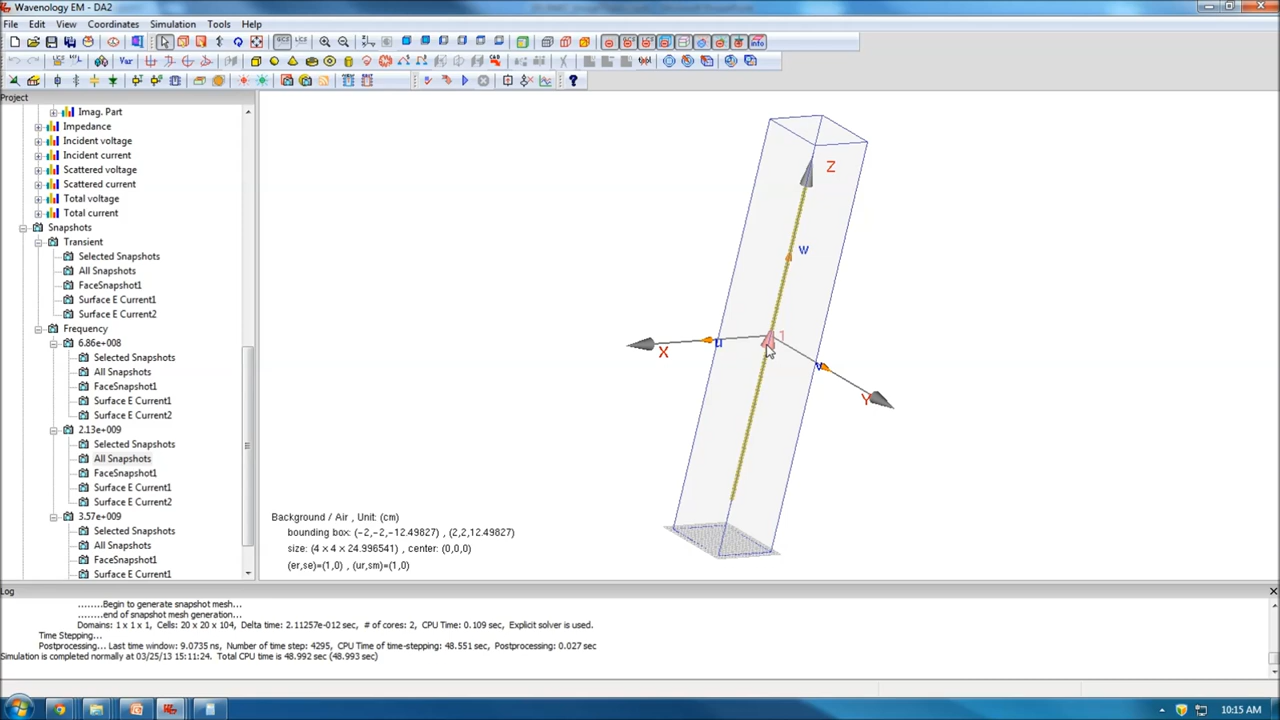 Wavenology EM - DA2
File Edit View Coordinates Simulation Tools Help
Project
Imag. Part
Impedance
Incident voltage
Incident current
Scattered voltage
Scattered current
Total voltage
Total current
Snapshots
Transient
Selected Snapshots
All Snapshots
FaceSnapshot1
Surface E Current1
Surface E Current2
Frequency
6.86e+008
Selected Snapshots
All Snapshots
FaceSnapshot1
Surface E Current1
Surface E Current2
2.13e+009
Selected Snapshots
All Snapshots
FaceSnapshot1
Surface E Current1
Surface E Current2
3.57e+009
Selected Snapshots
All Snapshots
FaceSnapshot1
Surface E Current1
Z
w
1
X
u
v
Y
Background / Air , Unit: (cm)
bounding box: (-2,-2,-12.49827) , (2,2,12.49827)
size: (4 x 4 x 24.996541) , center: (0,0,0)
(er,se)=(1,0) , (ur,sm)=(1,0)
Log
........Begin to generate snapshot mesh...
........end of snapshot mesh generation...
Domains: 1 x 1 x 1, Cells: 20 x 20 x 104, Delta time: 2.11257e-012 sec, # of cores: 2, CPU Time: 0.109 sec, Explicit solver is used.
Time Stepping...
Postprocessing... Last time window: 9.0735 ns, Number of time step: 4295, CPU Time of time-stepping: 48.551 sec, Postprocessing: 0.027 sec
Simulation is completed normally at 03/25/13 15:11:24. Total CPU time is 48.992 sec (48.993 sec)
10:15 AM